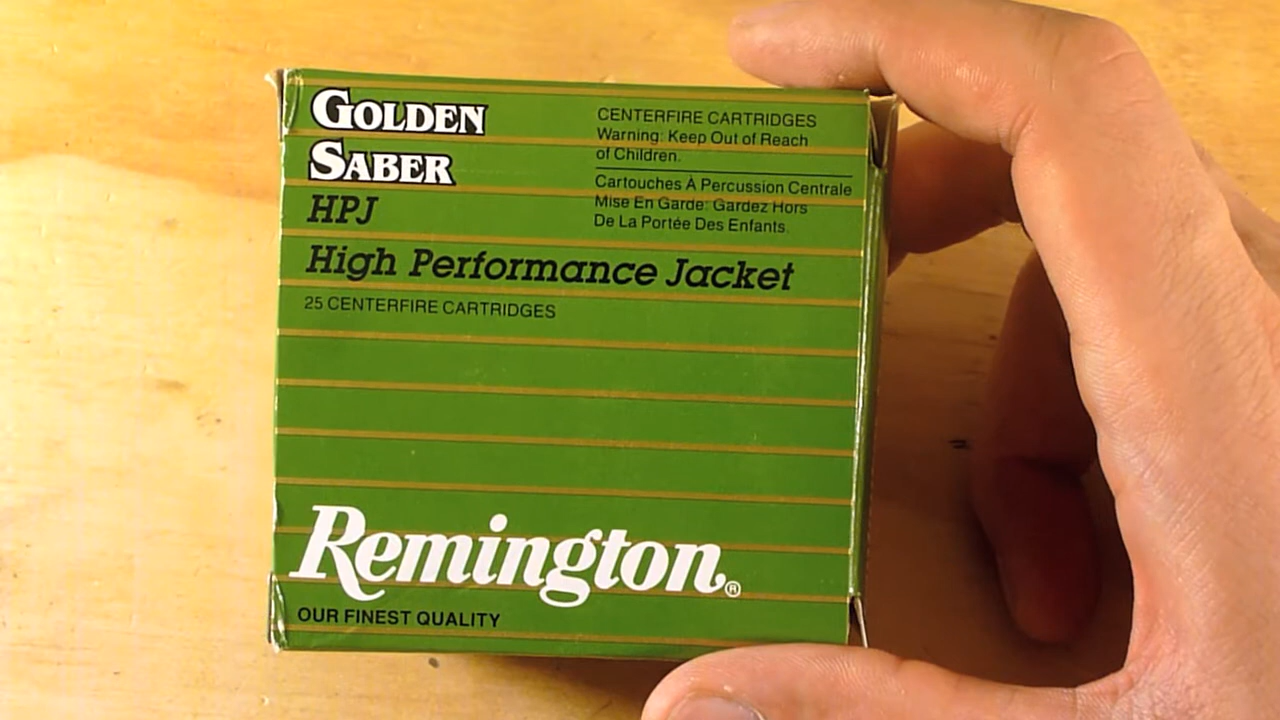 GOLDEN
SABER
HPJ
High Performance Jacket
25 CENTERFIRE CARTRIDGES
CENTERFIRE CARTRIDGES
Warning: Keep Out of Reach
of Children.
Cartouches À Percussion Centrale
Mise En Garde: Gardez Hors
De La Portée Des Enfants.
Remington®
OUR FINEST QUALITY